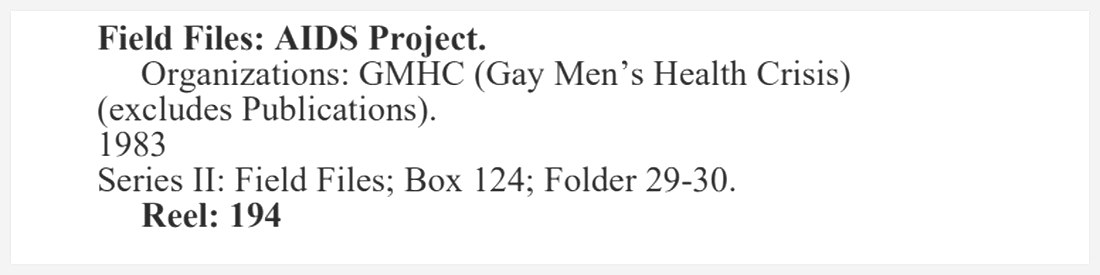 Field Files: AIDS Project.
Organizations: GMHC (Gay Men’s Health Crisis)
(excludes Publications).
1983
Series II: Field Files; Box 124; Folder 29-30.
Reel: 194